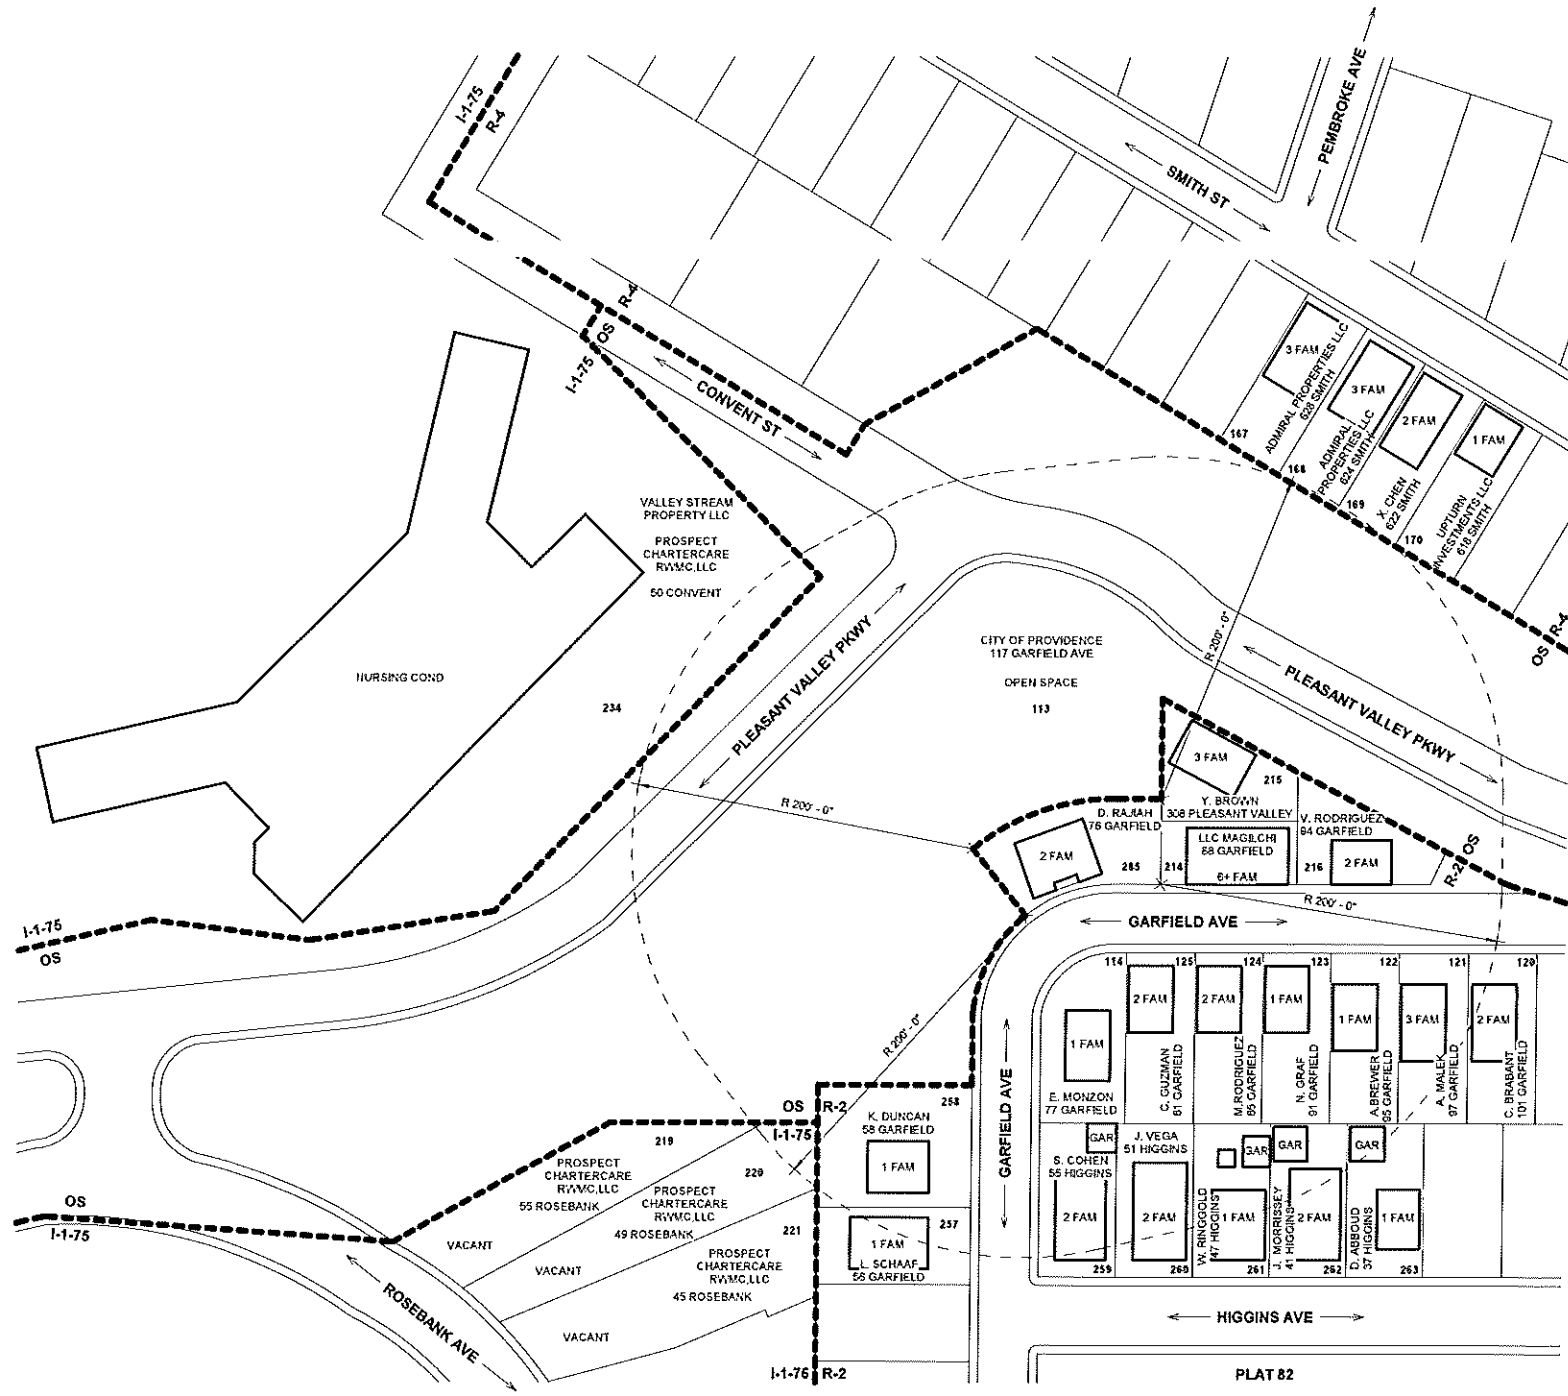 I-1-75
R-4
PEMBROKE AVE
SMITH ST
R-4
OS
I-1-75
CONVENT ST
3 FAM
ADMIRAL PROPERTIES LLC
628 SMITH
167
3 FAM
ADMIRAL
PROPERTIES LLC
624 SMITH
168
2 FAM
X. CHEN
622 SMITH
169
1 FAM
UPTURN
INVESTMENTS LLC
618 SMITH
170
R-4
OS
VALLEY STREAM
PROPERTY LLC
PROSPECT
CHARTERCARE
RWMC,LLC
50 CONVENT
NURSING COND
234
PLEASANT VALLEY PKWY
CITY OF PROVIDENCE
117 GARFIELD AVE
OPEN SPACE
113
R 200' - 0"
PLEASANT VALLEY PKWY
3 FAM
215
Y. BROWN
308 PLEASANT VALLEY
R 200' - 0"
D. RAJIAH
76 GARFIELD
2 FAM
285
214
LLC MAGILCHI
88 GARFIELD
6+ FAM
V. RODRIGUEZ
94 GARFIELD
216
2 FAM
R-2
OS
R 200' - 0"
GARFIELD AVE
I-1-75
OS
114
125
124
123
122
121
120
2 FAM
2 FAM
1 FAM
1 FAM
3 FAM
2 FAM
1 FAM
E. MONZON
77 GARFIELD
C. GUZMAN
81 GARFIELD
M.RODRIGUEZ
85 GARFIELD
N. GRAF
91 GARFIELD
A.BREWER
95 GARFIELD
A. MALEK
97 GARFIELD
C. BRABANT
101 GARFIELD
R 200' - 0"
GARFIELD AVE
OS
R-2
I-1-75
258
K. DUNCAN
58 GARFIELD
1 FAM
257
1 FAM
L. SCHAAF
56 GARFIELD
219
PROSPECT
CHARTERCARE
RWMC,LLC
55 ROSEBANK
VACANT
220
PROSPECT
CHARTERCARE
RWMC,LLC
49 ROSEBANK
VACANT
221
PROSPECT
CHARTERCARE
RWMC,LLC
45 ROSEBANK
VACANT
OS
I-1-75
ROSEBANK AVE
GAR
S. COHEN
55 HIGGINS
2 FAM
259
J. VEGA
51 HIGGINS
2 FAM
260
GAR
W. RINGGOLD
47 HIGGINS
1 FAM
261
GAR
J. MORRISSEY
41 HIGGINS
2 FAM
262
GAR
D. ABBOUD
37 HIGGINS
1 FAM
263
HIGGINS AVE
I-1-76
R-2
PLAT 82